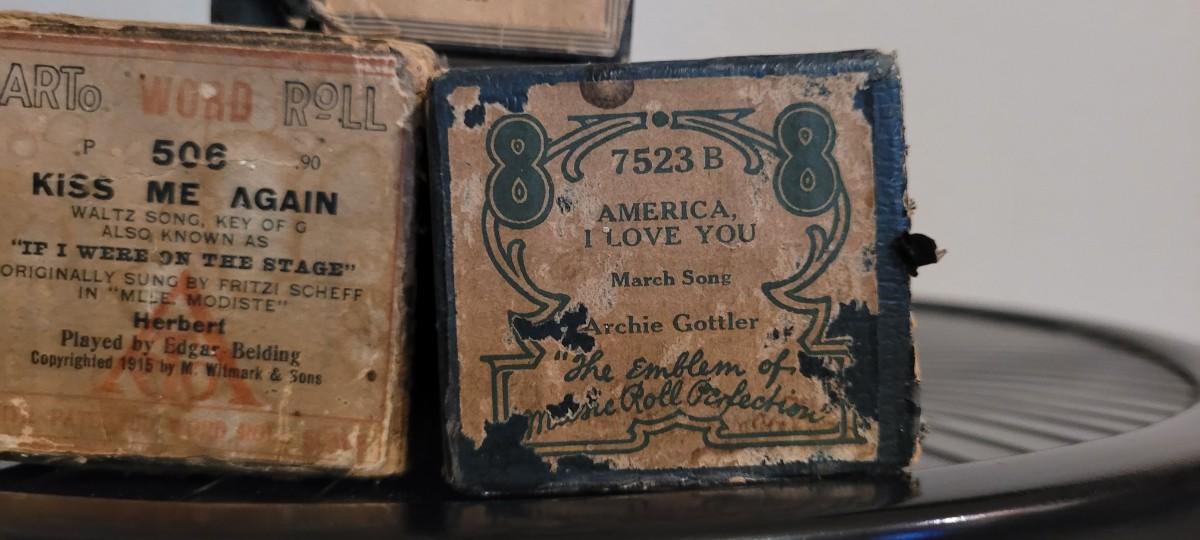 ARTo WORD ROLL
P 506 .90
KISS ME AGAIN
WALTZ SONG, KEY OF G
ALSO KNOWN AS
"IF I WERE ON THE STAGE"
ORIGINALLY SUNG BY FRITZI SCHEFF
IN "MLLE. MODISTE"
Herbert
Played by Edgar Belding
Copyrighted 1915 by M. Witmark & Sons
88
7523 B
AMERICA,
I LOVE YOU
March Song
Archie Gottler
"The Emblem of
Music Roll Perfection"